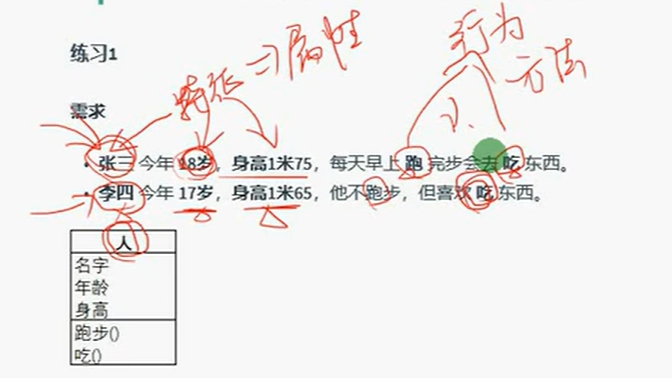 练习1
特征⇒属性
行为
方法
需求
• 张三 今年 18岁，身高1米75，每天早上 跑 完步会去 吃 东西。
• 李四 今年 17岁，身高1米65，他不跑步，但喜欢 吃 东西。
人
名字
年龄
身高
跑步()
吃()